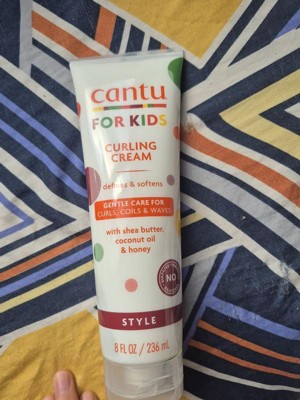 cantu
FOR KIDS
CURLING
CREAM
defines & softens
GENTLE CARE FOR
CURLS, COILS & WAVES
with shea butter,
coconut oil
& honey
NO
STYLE
8 FL OZ / 236 mL